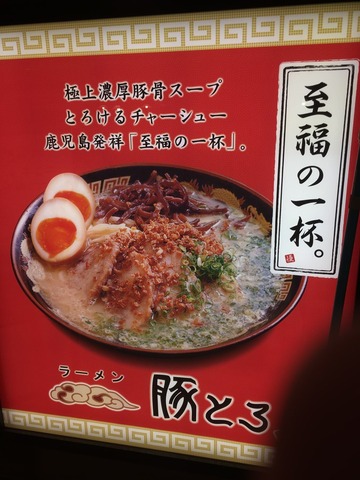 極上濃厚豚骨スープ
とろけるチャーシュー
鹿児島発祥「至福の一杯」。
至福の一杯。
ラーメン
豚とろ